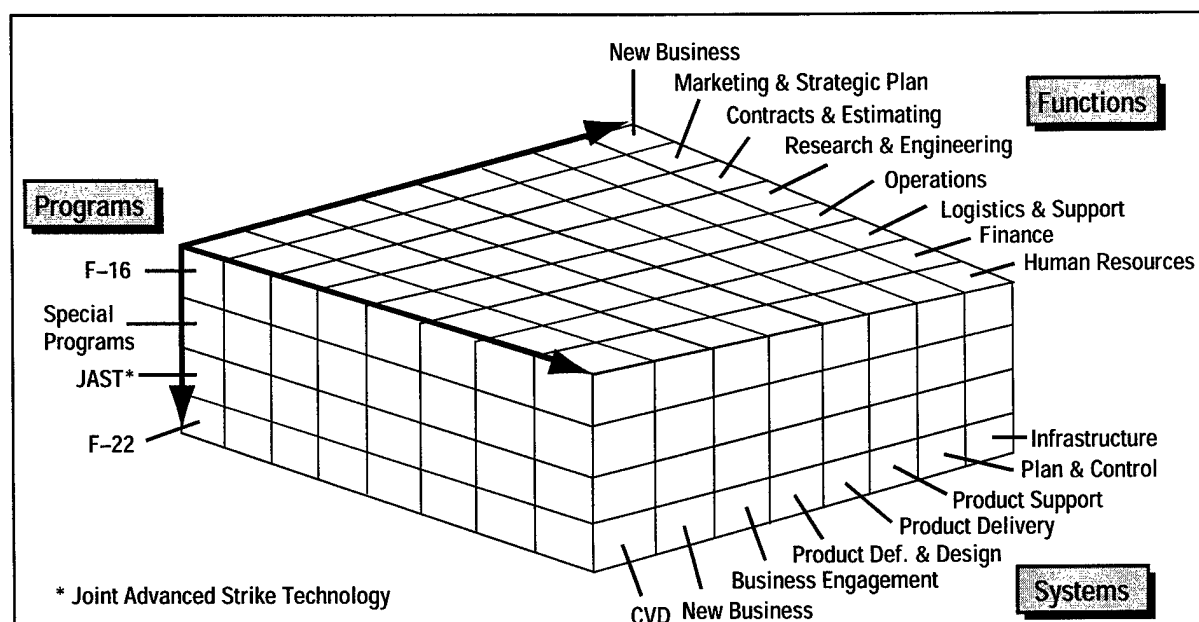 New Business
Marketing & Strategic Plan
Contracts & Estimating
Research & Engineering
Operations
Logistics & Support
Finance
Human Resources
Functions
Programs
F–16
Special
Programs
JAST*
F–22
Infrastructure
Plan & Control
Product Support
Product Delivery
Product Def. & Design
Business Engagement
New Business
CVD
Systems
* Joint Advanced Strike Technology